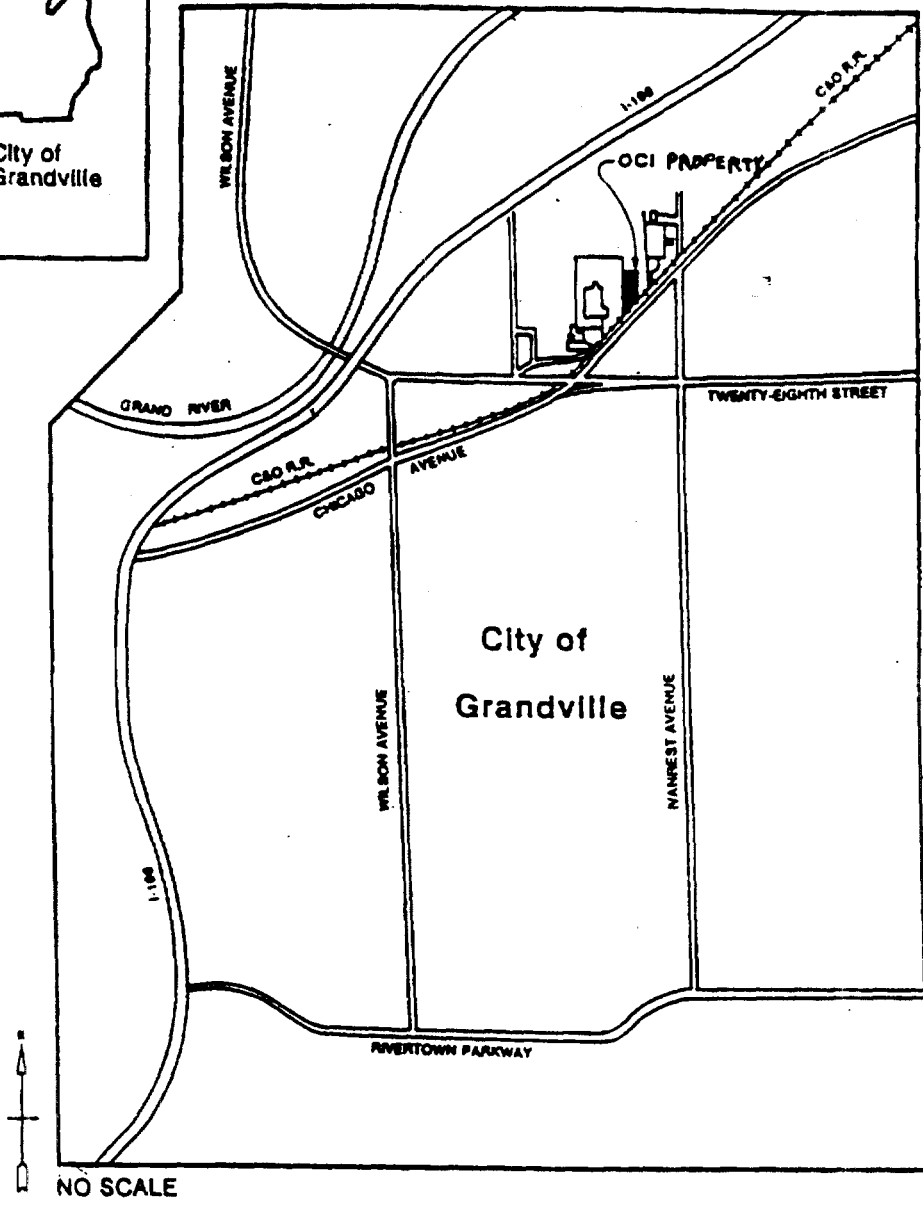 City of
Grandville
WILSON AVENUE
I-196
C&O R.R.
OCI PROPERTY
GRAND RIVER
TWENTY-EIGHTH STREET
C&O R.R.
CHICAGO AVENUE
City of
Grandville
WILSON AVENUE
NANREST AVENUE
I-196
RIVERTOWN PARKWAY
NO SCALE